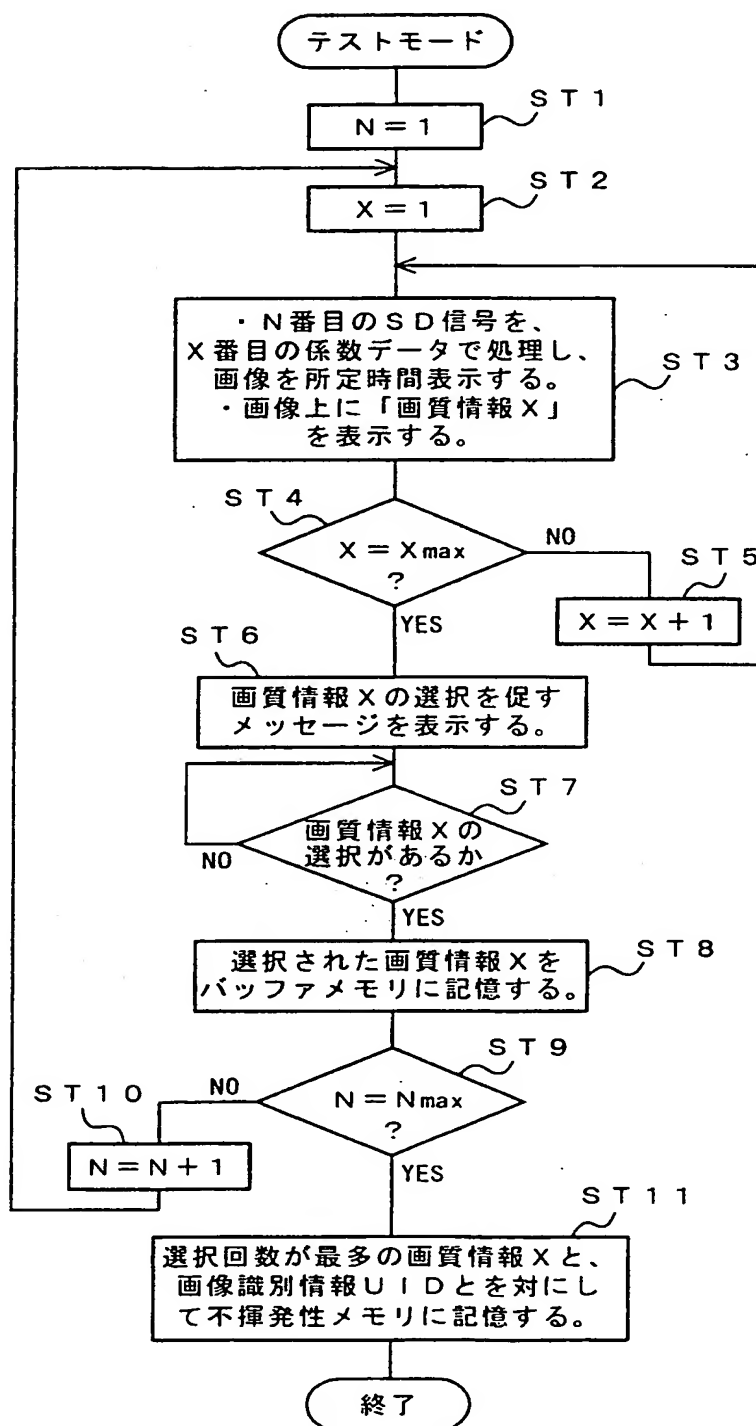 テストモード
ST1
N=1
ST2
X=1
・N番目のSD信号を、
X番目の係数データで処理し、
画像を所定時間表示する。
・画像上に「画質情報X」
を表示する。
ST3
ST4
X=Xmax
?
NO
YES
ST5
X=X+1
ST6
画質情報Xの選択を促す
メッセージを表示する。
ST7
画質情報Xの
選択があるか
?
NO
YES
選択された画質情報Xを
バッファメモリに記憶する。
ST8
ST9
N=Nmax
?
NO
YES
ST10
N=N+1
ST11
選択回数が最多の画質情報Xと、
画像識別情報UIDとを対にし
て不揮発性メモリに記憶する。
終了